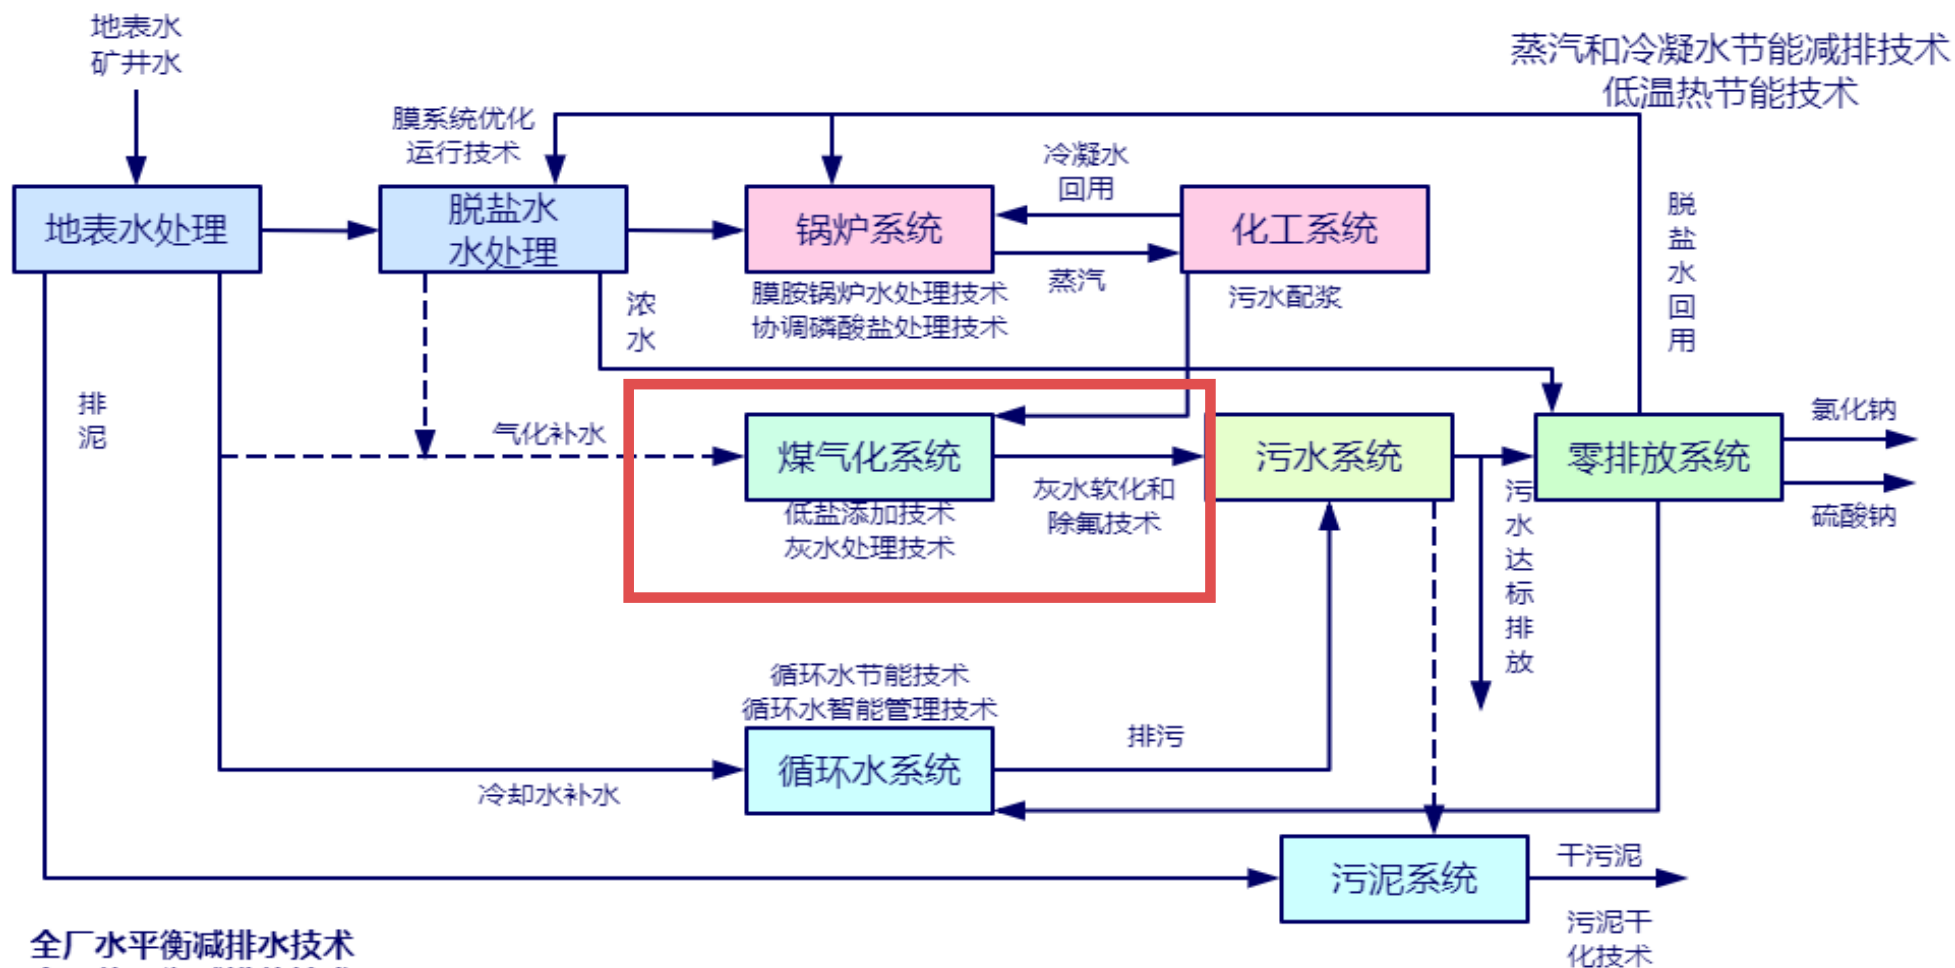 地表水
矿井水
蒸汽和冷凝水节能减排技术
低温热节能技术
膜系统优化
运行技术
冷凝水
回用
地表水处理
脱盐水
水处理
锅炉系统
化工系统
脱盐水回用
蒸汽
浓水
膜胺锅炉水处理技术
协调磷酸盐处理技术
污水配浆
排泥
气化补水
煤气化系统
污水系统
零排放系统
氯化钠
硫酸钠
低盐添加技术
灰水处理技术
灰水软化和
除氟技术
污水达标排放
循环水节能技术
循环水智能管理技术
循环水系统
排污
冷却水补水
污泥系统
干污泥
污泥干
化技术
全厂水平衡减排水技术